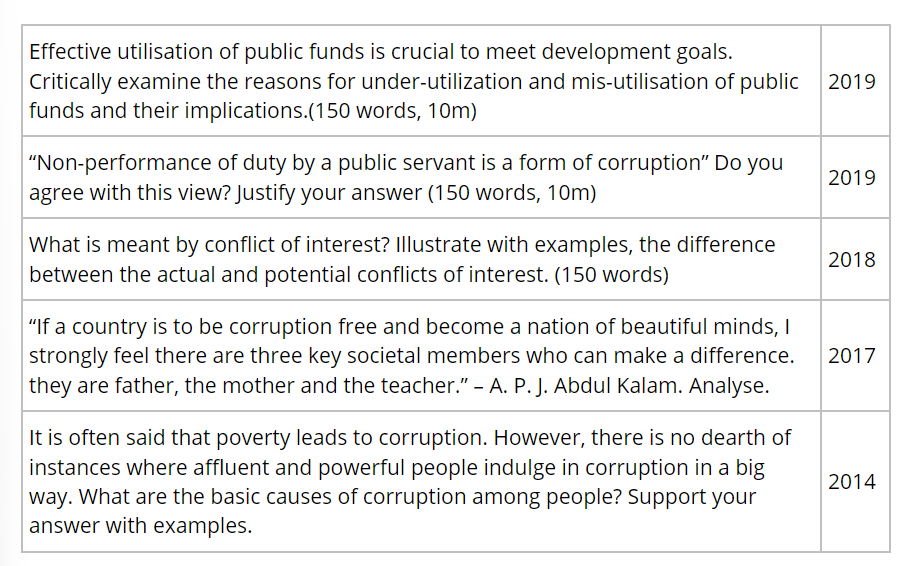 Effective utilisation of public funds is crucial to meet development goals.
Critically examine the reasons for under-utilization and mis-utilisation of public
funds and their implications.(150 words, 10m)
2019
“Non-performance of duty by a public servant is a form of corruption” Do you
agree with this view? Justify your answer (150 words, 10m)
2019
What is meant by conflict of interest? Illustrate with examples, the difference
between the actual and potential conflicts of interest. (150 words)
2018
“If a country is to be corruption free and become a nation of beautiful minds, I
strongly feel there are three key societal members who can make a difference.
they are father, the mother and the teacher.” – A. P. J. Abdul Kalam. Analyse.
2017
It is often said that poverty leads to corruption. However, there is no dearth of
instances where affluent and powerful people indulge in corruption in a big
way. What are the basic causes of corruption among people? Support your
answer with examples.
2014